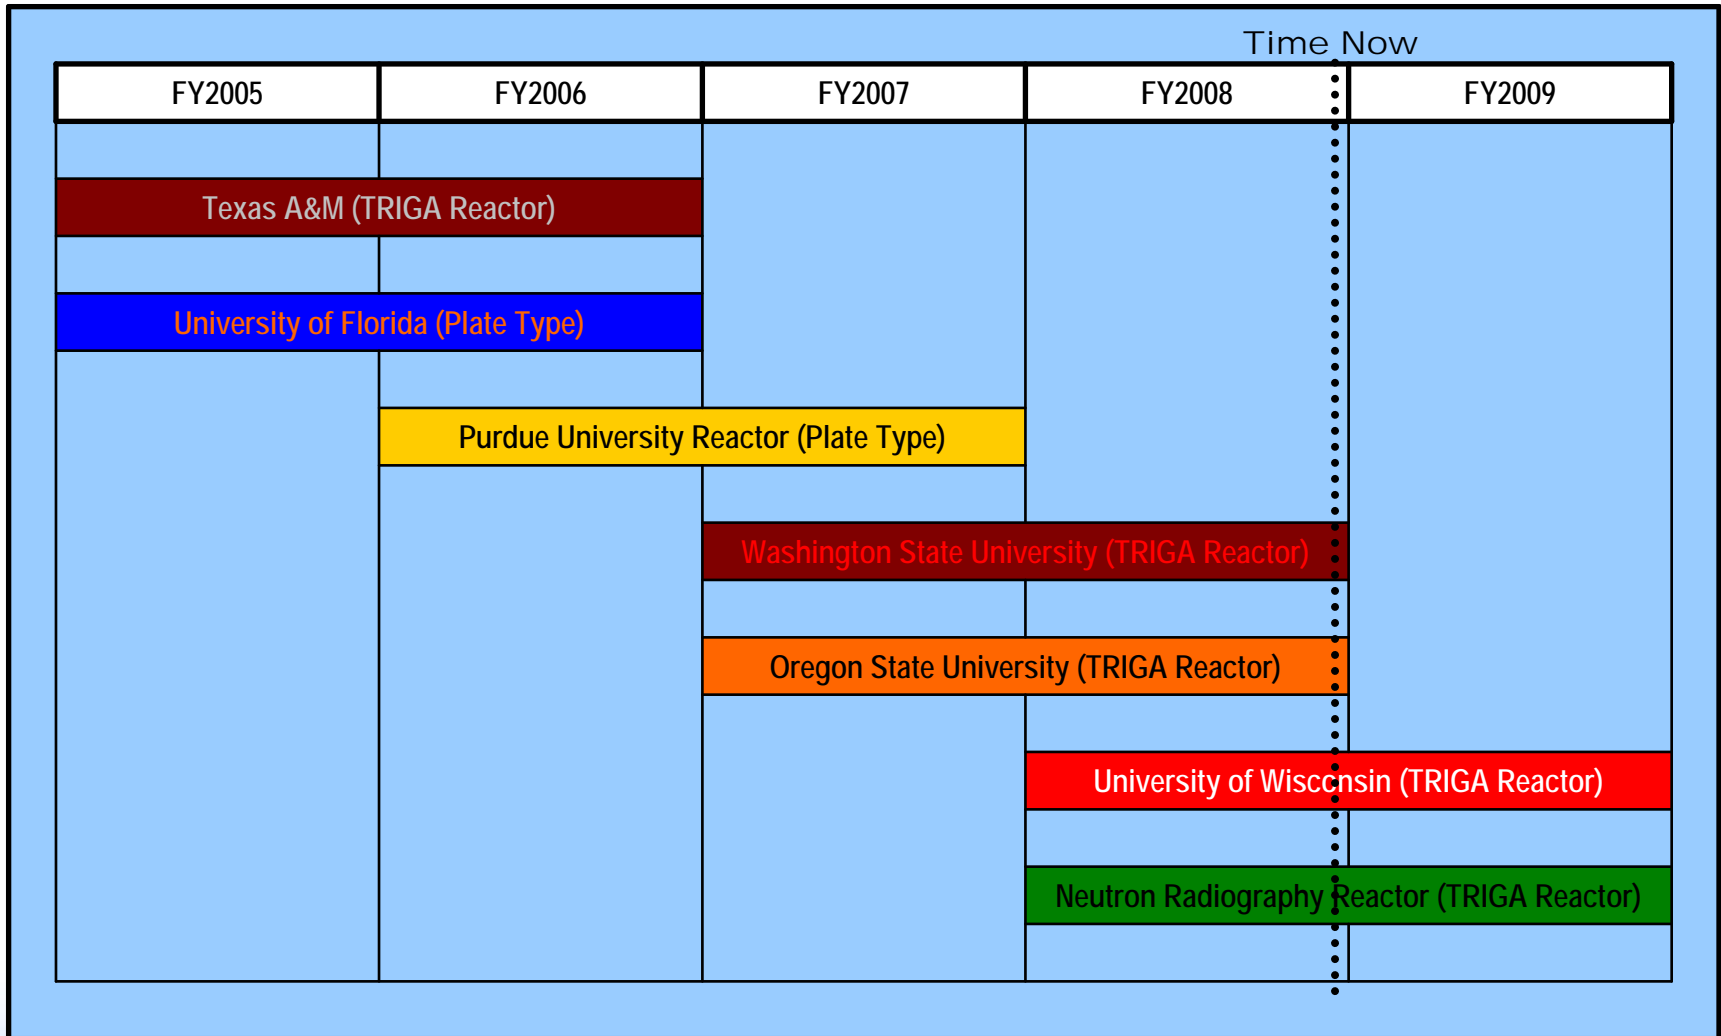 Time Now
FY2005 FY2006 FY2007 FY2008 FY2009
Texas A&M (TRIGA Reactor)
University of Florida (Plate Type)
Purdue University Reactor (Plate Type)
Washington State University (TRIGA Reactor)
Oregon State University (TRIGA Reactor)
University of Wisconsin (TRIGA Reactor)
Neutron Radiography Reactor (TRIGA Reactor)